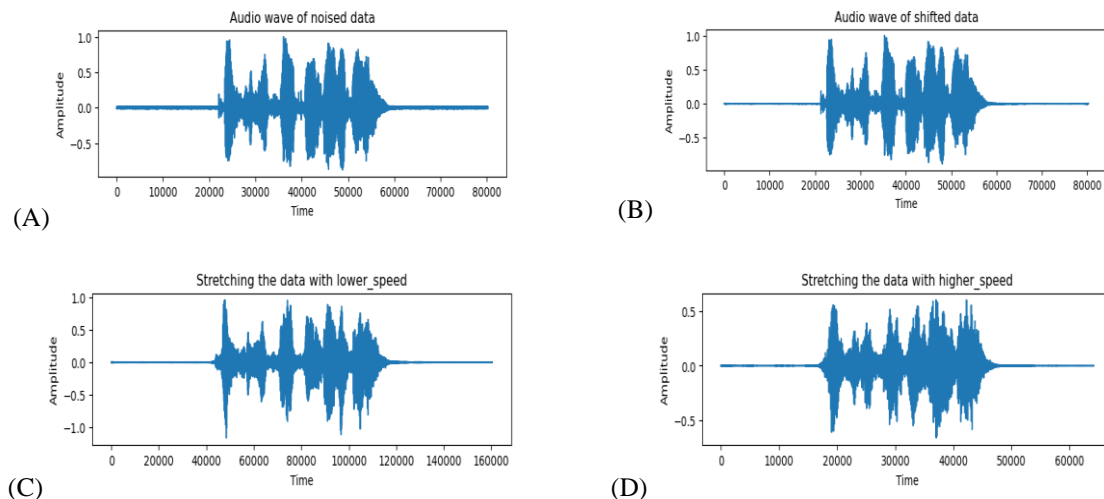 Audio wave of noised data
1.0
0.5
0.0
−0.5
Amplitude
0 10000 20000 30000 40000 50000 60000 70000 80000
Time
(A)
Audio wave of shifted data
1.0
0.5
0.0
−0.5
Amplitude
0 10000 20000 30000 40000 50000 60000 70000 80000
Time
(B)
Stretching the data with lower_speed
1.0
0.5
0.0
−0.5
−1.0
Amplitude
0 20000 40000 60000 80000 100000 120000 140000 160000
Time
(C)
Stretching the data with higher_speed
0.5
0.0
−0.5
Amplitude
0 10000 20000 30000 40000 50000 60000
Time
(D)